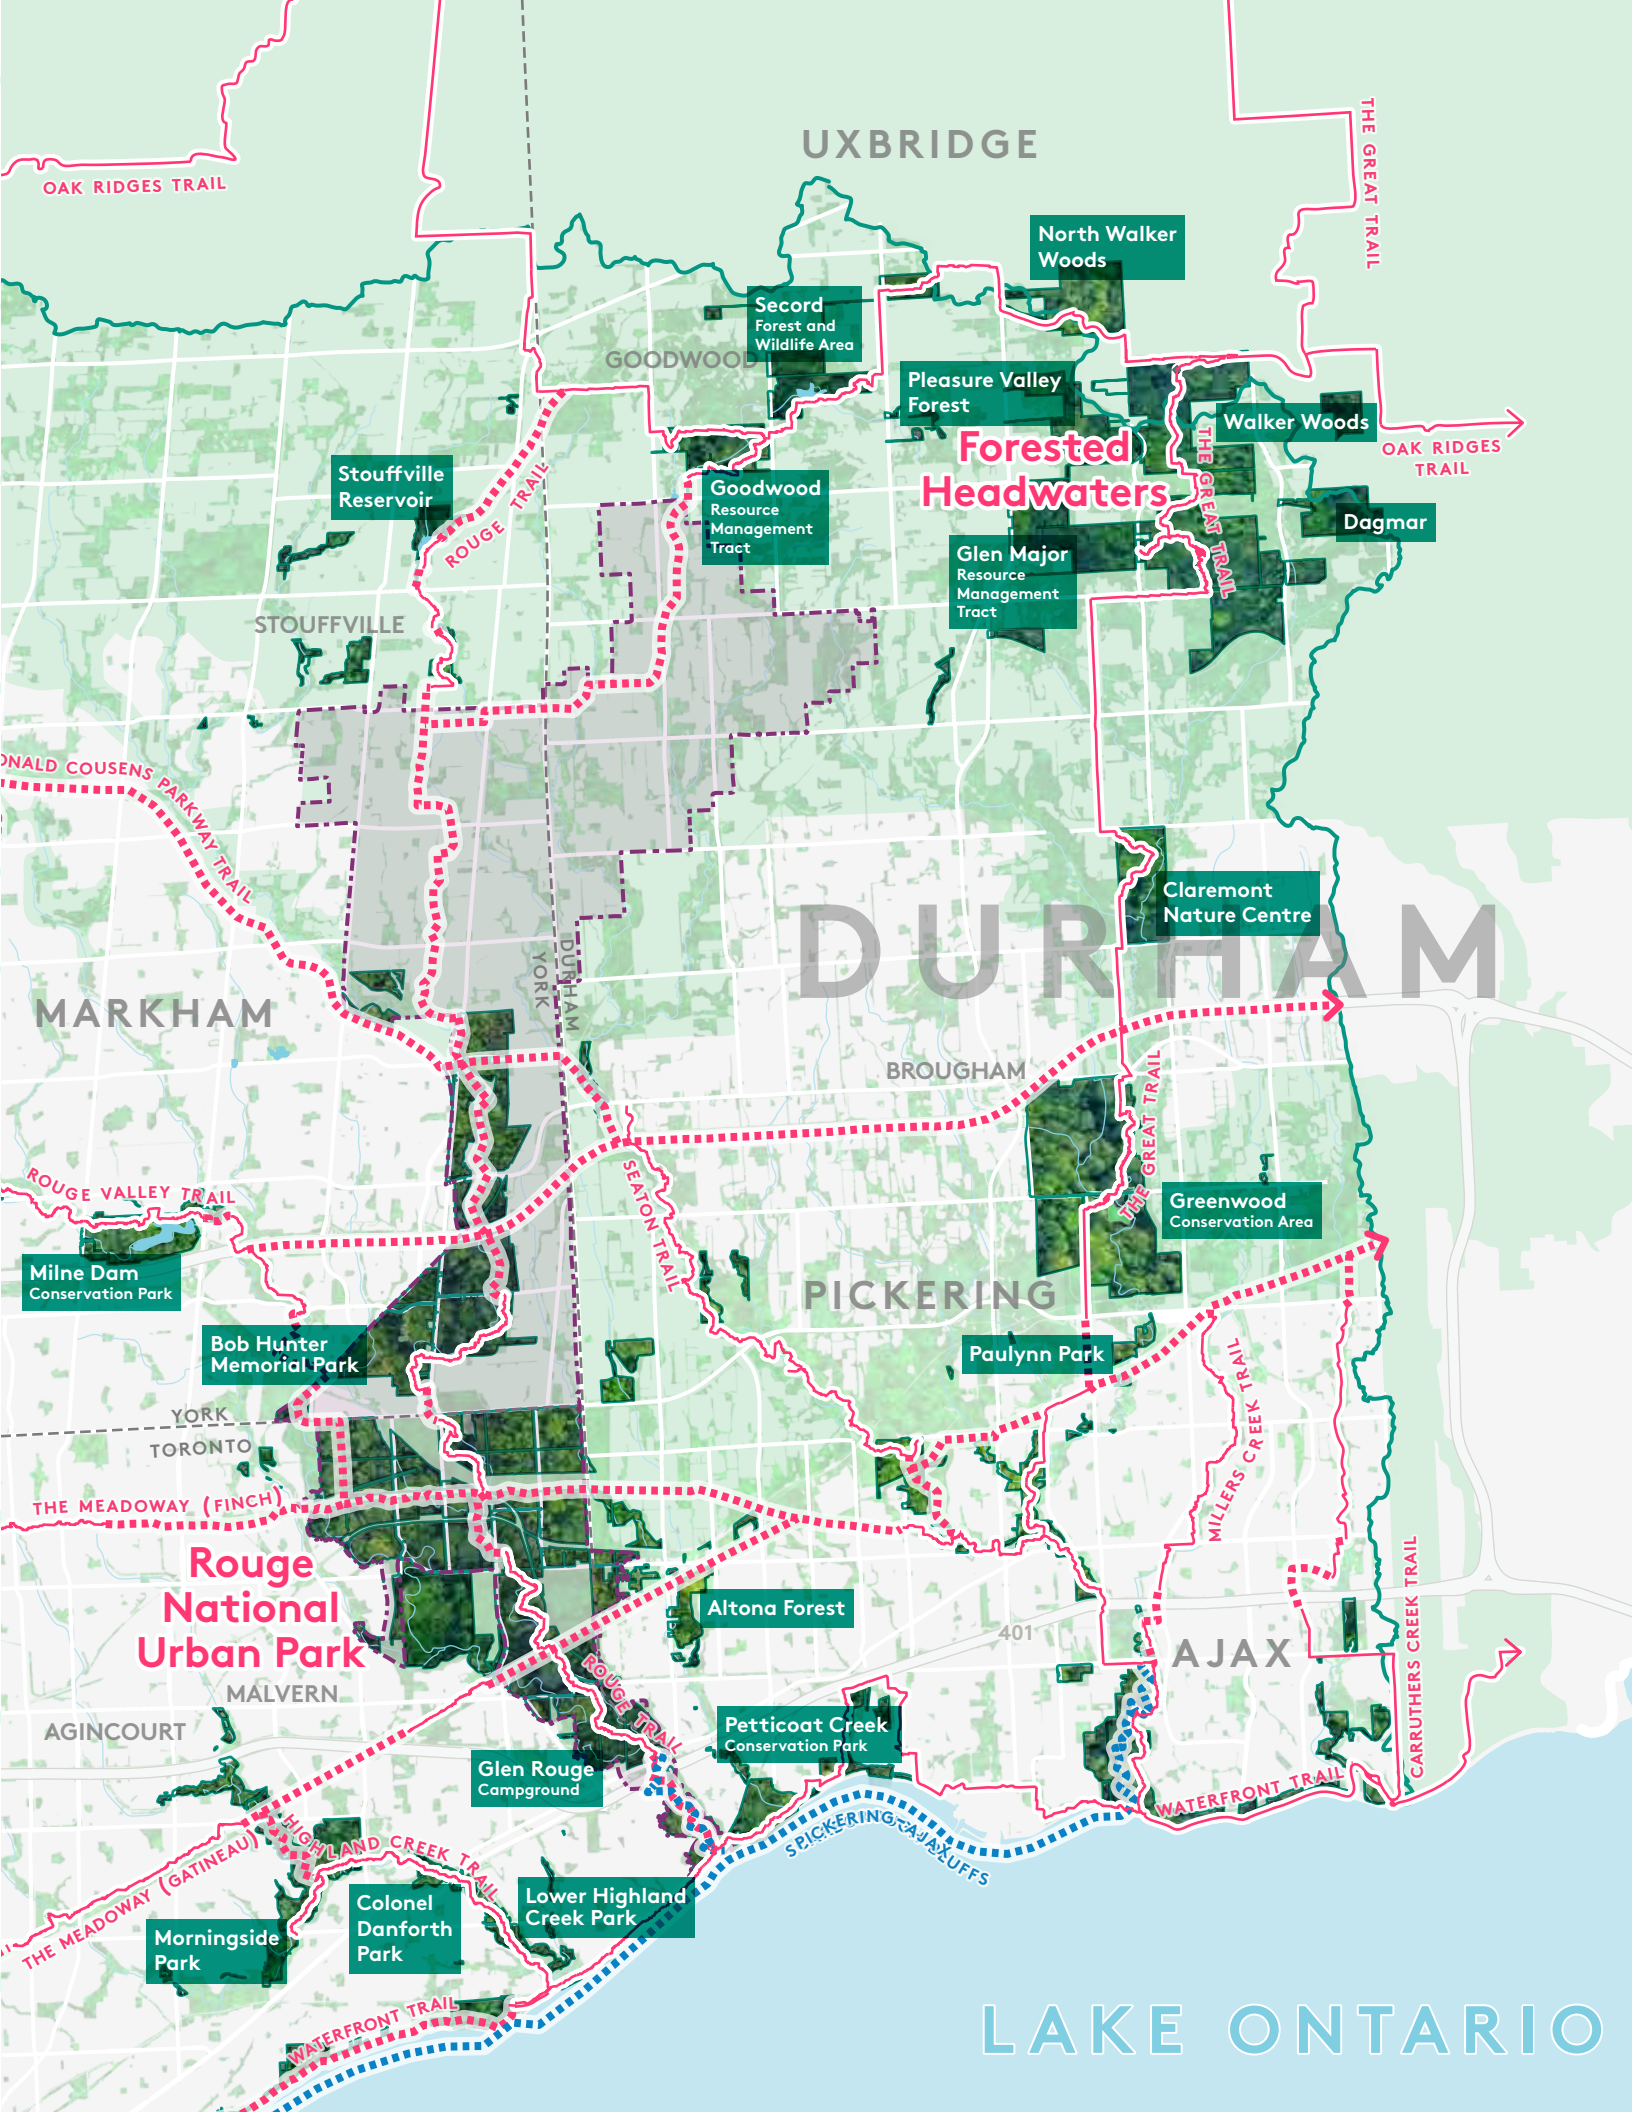 UXBRIDGE
THE GREAT TRAIL
OAK RIDGES TRAIL
North Walker
Woods
Secord
Forest and
Wildlife Area
GOODWOOD
Pleasure Valley
Forest
Walker Woods
Forested
Headwaters
THE GREAT TRAIL
OAK RIDGES
TRAIL
Stouffville
Reservoir
ROUGE TRAIL
Goodwood
Resource
Management
Tract
Dagmar
Glen Major
Resource
Management
Tract
STOUFFVILLE
ONALD COUSENS PARKWAY TRAIL
Claremont
Nature Centre
DURHAM
YORK
DURHAM
MARKHAM
BROUGHAM
THE GREAT TRAIL
ROUGE VALLEY TRAIL
SEATON TRAIL
Greenwood
Conservation Area
Milne Dam
Conservation Park
PICKERING
Bob Hunter
Memorial Park
Paulynn Park
MILLERS CREEK TRAIL
YORK
TORONTO
THE MEADOWAY (FINCH)
Rouge
National
Urban Park
Altona Forest
401
AJAX
CARRUTHERS CREEK TRAIL
MALVERN
AGINCOURT
ROUGE TRAIL
Petticoat Creek
Conservation Park
Glen Rouge
Campground
WATERFRONT TRAIL
HIGHLAND CREEK TRAIL
THE MEADOWAY (GATINEAU)
Colonel
Danforth
Park
Lower Highland
Creek Park
Morningside
Park
WATERFRONT TRAIL
LAKE ONTARIO